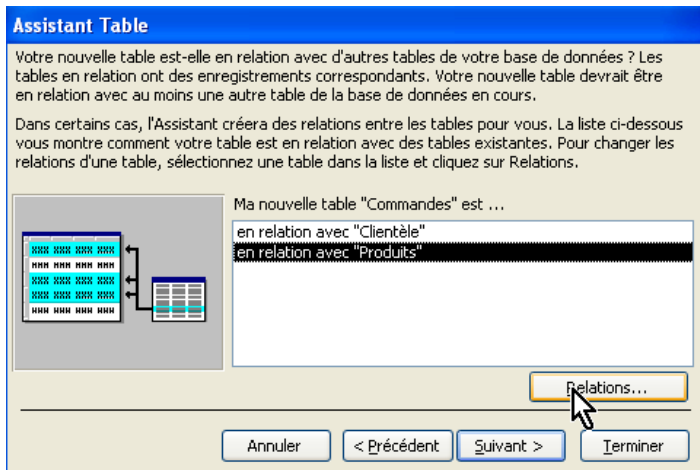 Assistant Table
Votre nouvelle table est-elle en relation avec d'autres tables de votre base de données ? Les
tables en relation ont des enregistrements correspondants. Votre nouvelle table devrait être
en relation avec au moins une autre table de la base de données en cours.
Dans certains cas, l'Assistant créera des relations entre les tables pour vous. La liste ci-dessous
vous montre comment votre table est en relation avec des tables existantes. Pour changer les
relations d'une table, sélectionnez une table dans la liste et cliquez sur Relations.
Ma nouvelle table "Commandes" est ...
en relation avec "Clientèle"
en relation avec "Produits"
Relations...
Annuler
< Précédent
Suivant >
Terminer